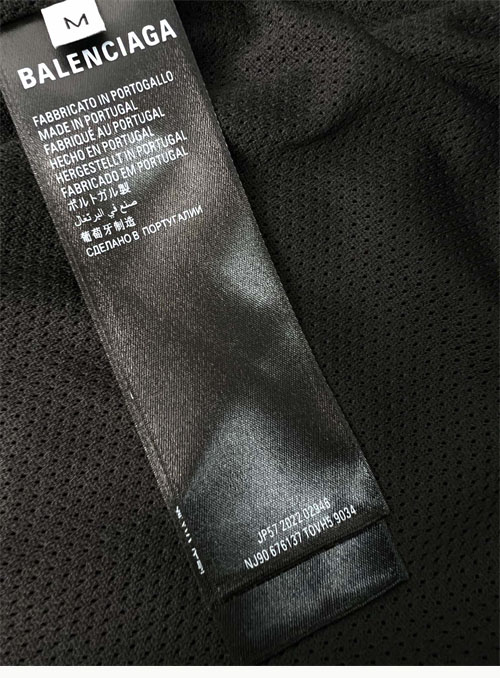 M
BALENCIAGA
FABBRICATO IN PORTOGALLO
MADE IN PORTUGAL
FABRIQUÉ AU PORTUGAL
HECHO EN PORTUGAL
HERGESTELLT IN PORTUGAL
FABRICADO EM PORTUGAL
ポルトガル製
صنع في البرتغال
葡萄牙制造
СДЕЛАНО В ПОРТУГАЛИИ
JP57 2022 02946
NJ90 676137 TOVH5 9034